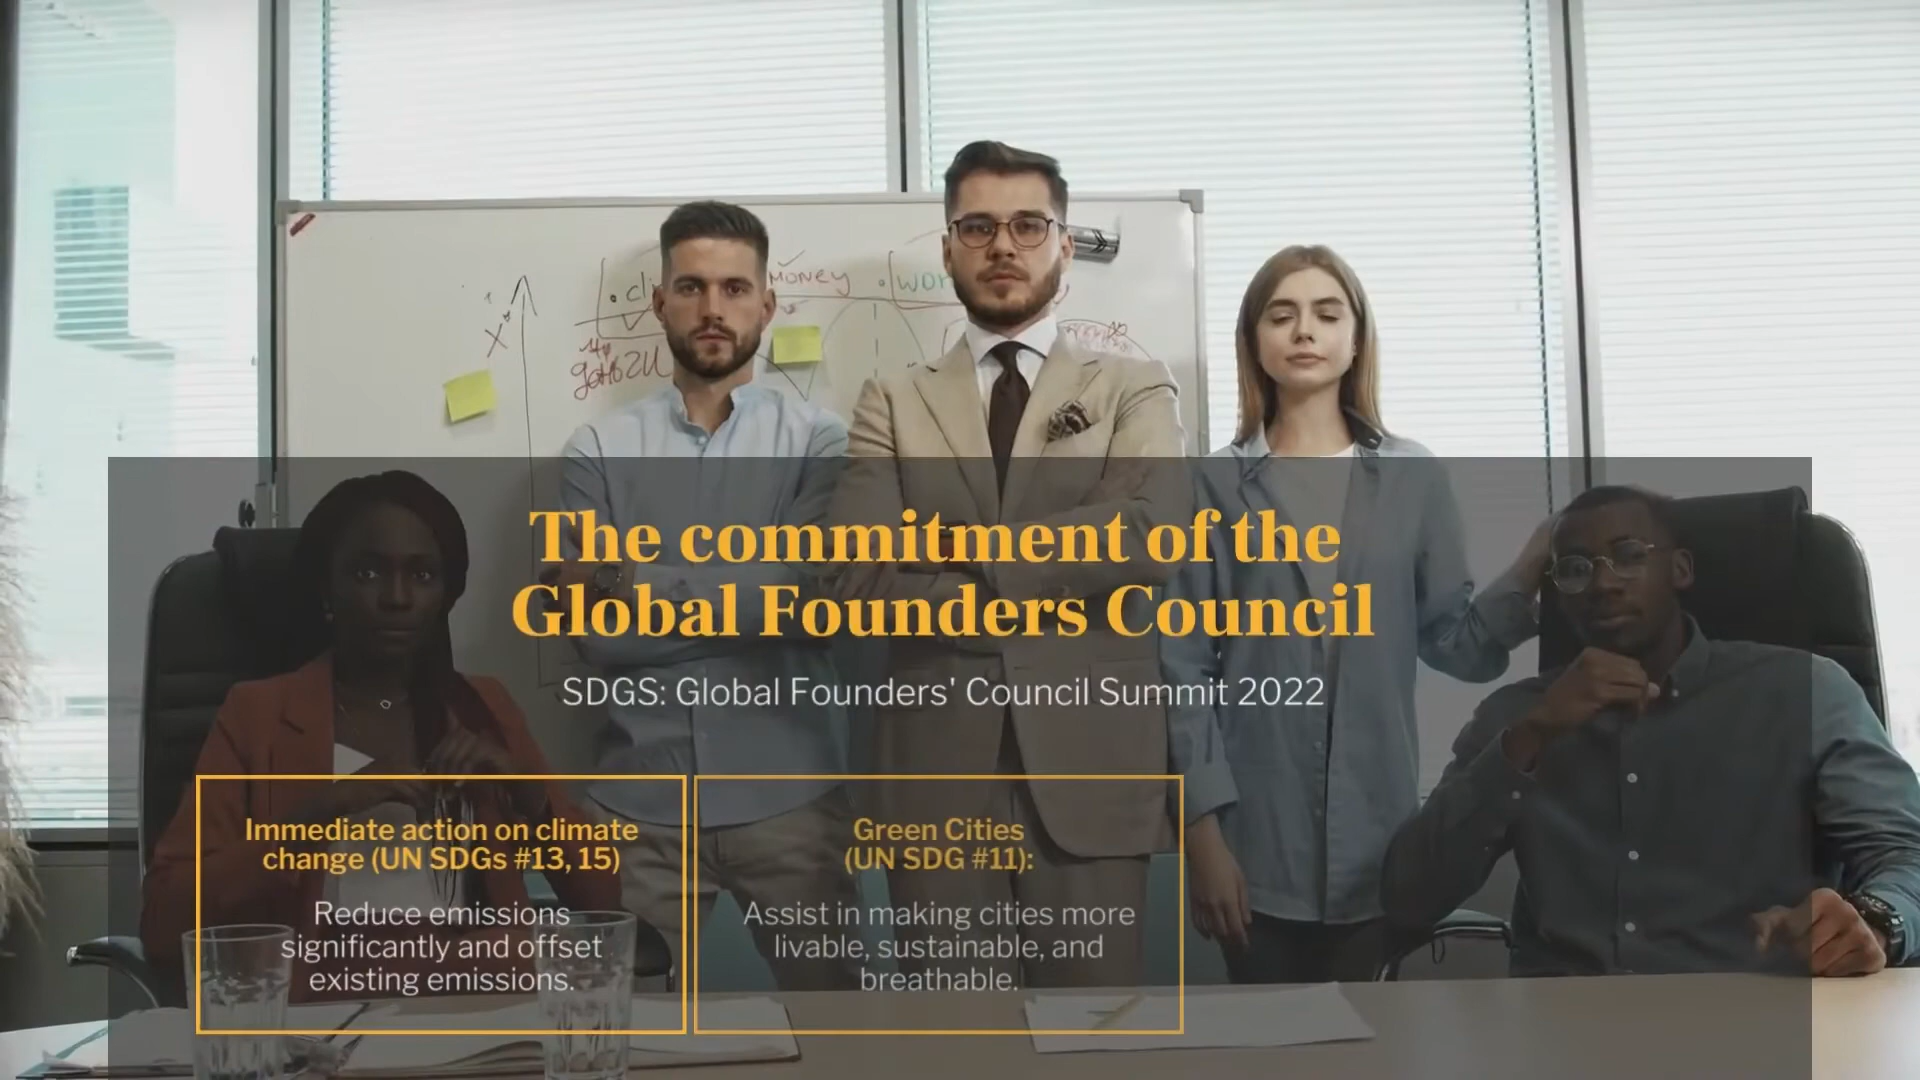 money
The commitment of the
Global Founders Council
SDGS: Global Founders' Council Summit 2022
Immediate action on climate
change (UN SDGs #13, 15)
Reduce emissions
significantly and offset
existing emissions.
Green Cities
(UN SDG #11):
Assist in making cities more
livable, sustainable, and
breathable.